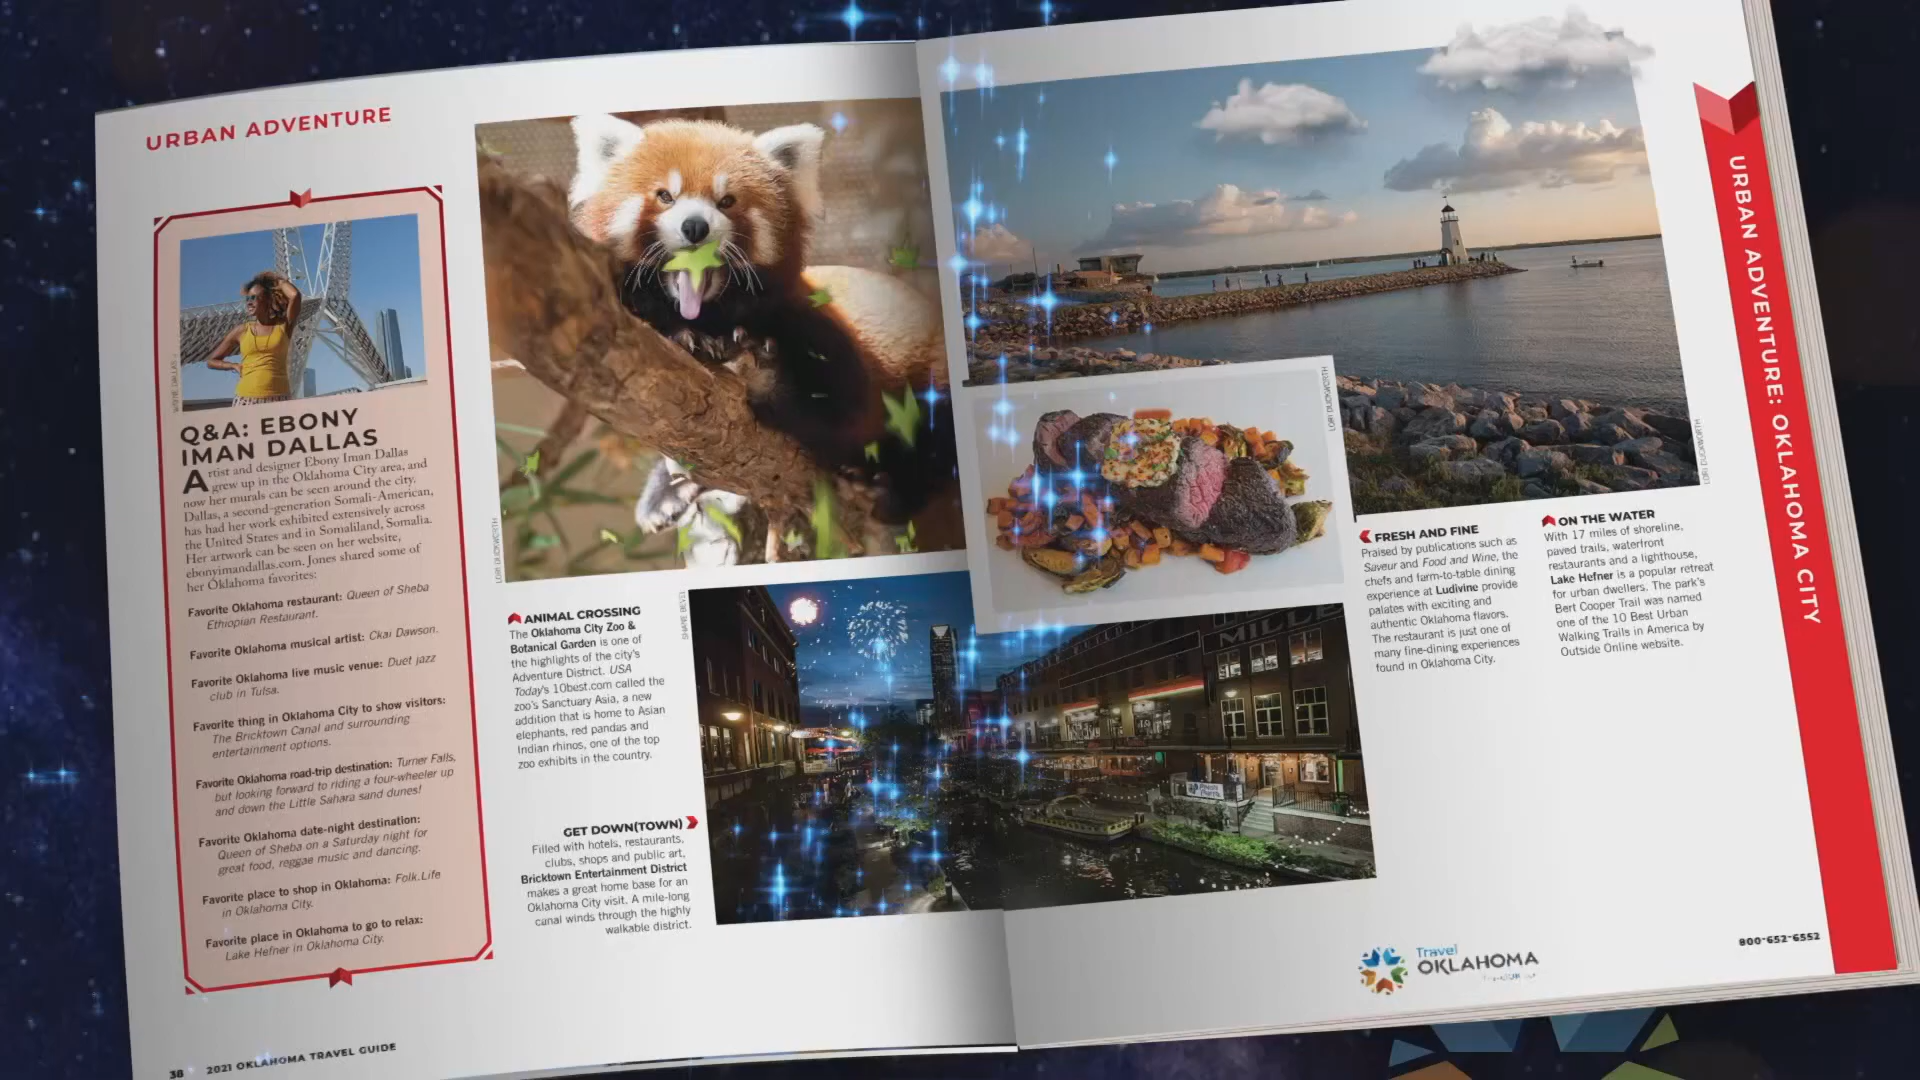 URBAN ADVENTURE
Q&A: EBONY
IMAN DALLAS
Artist and designer Ebony Iman Dallas
grew up in the Oklahoma City area, and
now her murals can be seen around the city.
Dallas, a second-generation Somali-American,
has had her work exhibited extensively across
the United States and in Somaliland, Somalia.
Her artwork can be seen on her website,
ebonyimandallas.com. Jones shared some of
her Oklahoma favorites:
Favorite Oklahoma restaurant: Queen of Sheba
Ethiopian Restaurant.
Favorite Oklahoma musical artist: Ckai Dawson.
Favorite Oklahoma live music venue: Duet jazz
club in Tulsa.
Favorite thing in Oklahoma City to show visitors:
The Bricktown Canal and surrounding
entertainment options.
Favorite Oklahoma road-trip destination: Turner Falls,
but looking forward to riding a four-wheeler up
and down the Little Sahara sand dunes!
Favorite Oklahoma date-night destination:
Queen of Sheba on a Saturday night for
great food, reggae music and dancing.
Favorite place to shop in Oklahoma: Folk.Life
in Oklahoma City.
Favorite place in Oklahoma to go to relax:
Lake Hefner in Oklahoma City.
38
2021 OKLAHOMA TRAVEL GUIDE
LORI DUCKWORTH
ANIMAL CROSSING
The Oklahoma City Zoo &
Botanical Garden is one of
the highlights of the city's
Adventure District. USA
Today's 10best.com called the
zoo's Sanctuary Asia, a new
addition that is home to Asian
elephants, red pandas and
Indian rhinos, one of the top
zoo exhibits in the country.
GET DOWN(TOWN)
Filled with hotels, restaurants,
clubs, shops and public art,
Bricktown Entertainment District
makes a great home base for an
Oklahoma City visit. A mile-long
canal winds through the highly
walkable district.
LORI DUCKWORTH
LORI DUCKWORTH
MILL
FRESH AND FINE
Praised by publications such as
Saveur and Food and Wine, the
chefs and farm-to-table dining
experience at Ludivine provide
palates with exciting and
authentic Oklahoma flavors.
The restaurant is just one of
many fine-dining experiences
found in Oklahoma City.
ON THE WATER
With 17 miles of shoreline,
paved trails, waterfront
restaurants and a lighthouse,
Lake Hefner is a popular retreat
for urban dwellers. The park's
Bert Cooper Trail was named
one of the 10 Best Urban
Walking Trails in America by
Outside Online website.
URBAN ADVENTURE: OKLAHOMA CITY
Travel
OKLAHOMA
800-652-6552